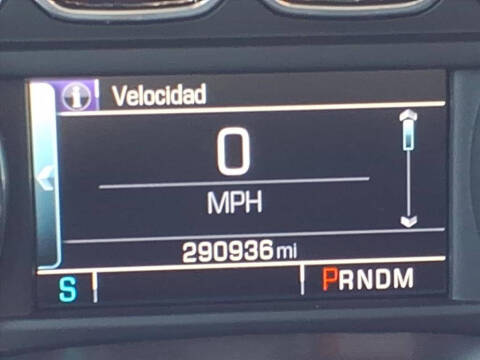 i Velocidad
0
MPH
290936 mi
S PRNDM